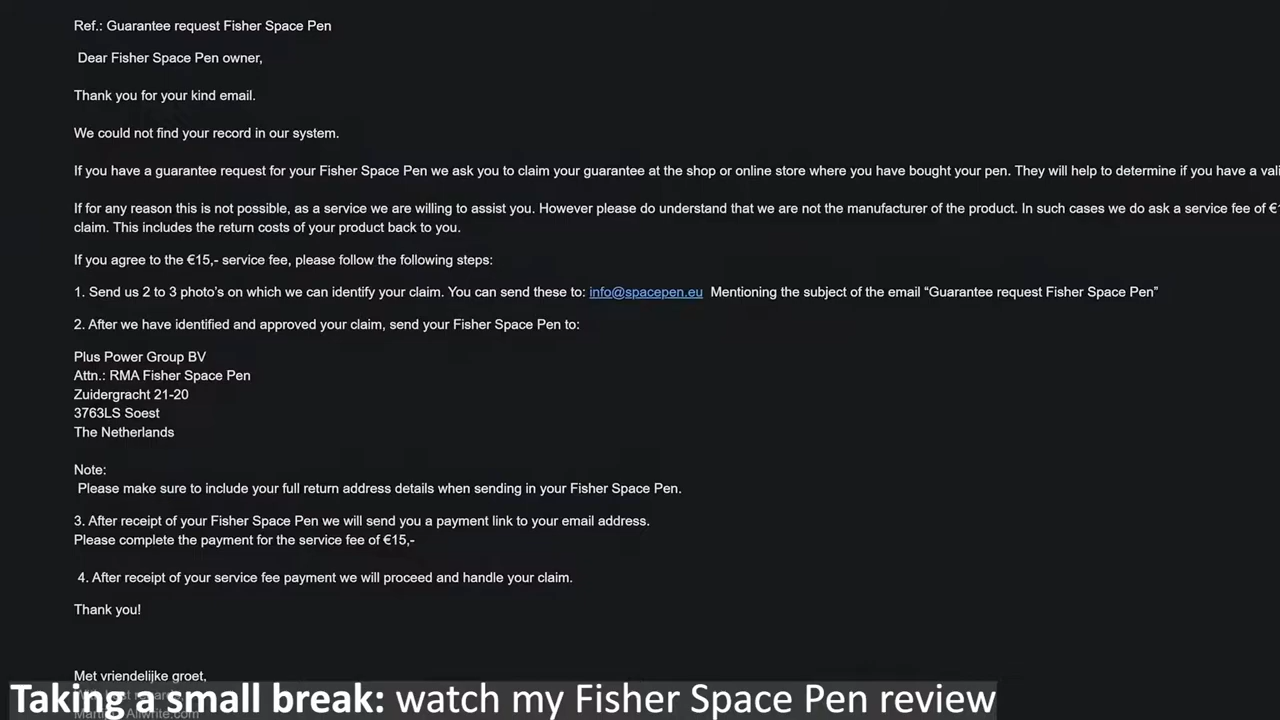 Ref.: Guarantee request Fisher Space Pen
Dear Fisher Space Pen owner,
Thank you for your kind email.
We could not find your record in our system.
If you have a guarantee request for your Fisher Space Pen we ask you to claim your guarantee at the shop or online store where you have bought your pen. They will help to determine if you have a
If for any reason this is not possible, as a service we are willing to assist you. However please do understand that we are not the manufacturer of the product. In such cases we do ask a service fee of
claim. This includes the return costs of your product back to you.
If you agree to the €15,- service fee, please follow the following steps:
1. Send us 2 to 3 photo's on which we can identify your claim. You can send these to: info@spacepen.eu Mentioning the subject of the email “Guarantee request Fisher Space Pen”
2. After we have identified and approved your claim, send your Fisher Space Pen to:
Plus Power Group BV
Attn.: RMA Fisher Space Pen
Zuidergracht 21-20
3763LS Soest
The Netherlands
Note:
Please make sure to include your full return address details when sending in your Fisher Space Pen.
3. After receipt of your Fisher Space Pen we will send you a payment link to your email address.
Please complete the payment for the service fee of €15,-
4. After receipt of your service fee payment we will proceed and handle your claim.
Thank you!
Met vriendelijke groet,
Taking a small break: watch my Fisher Space Pen review